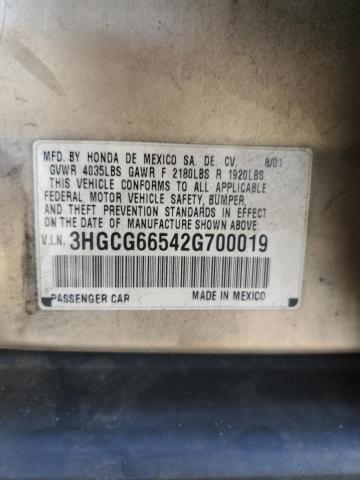 MFD. BY HONDA DE MEXICO SA. DE. CV. 8/01
GVWR 4035LBS GAWR F 2180LBS R 1920LBS
THIS VEHICLE CONFORMS TO ALL APPLICABLE
FEDERAL MOTOR VEHICLE SAFETY, BUMPER,
AND THEFT PREVENTION STANDARDS IN EFFECT
ON THE DATE OF MANUFACTURE SHOWN ABOVE.
V.I.N. 3HGCG66542G700019
PASSENGER CAR MADE IN MEXICO